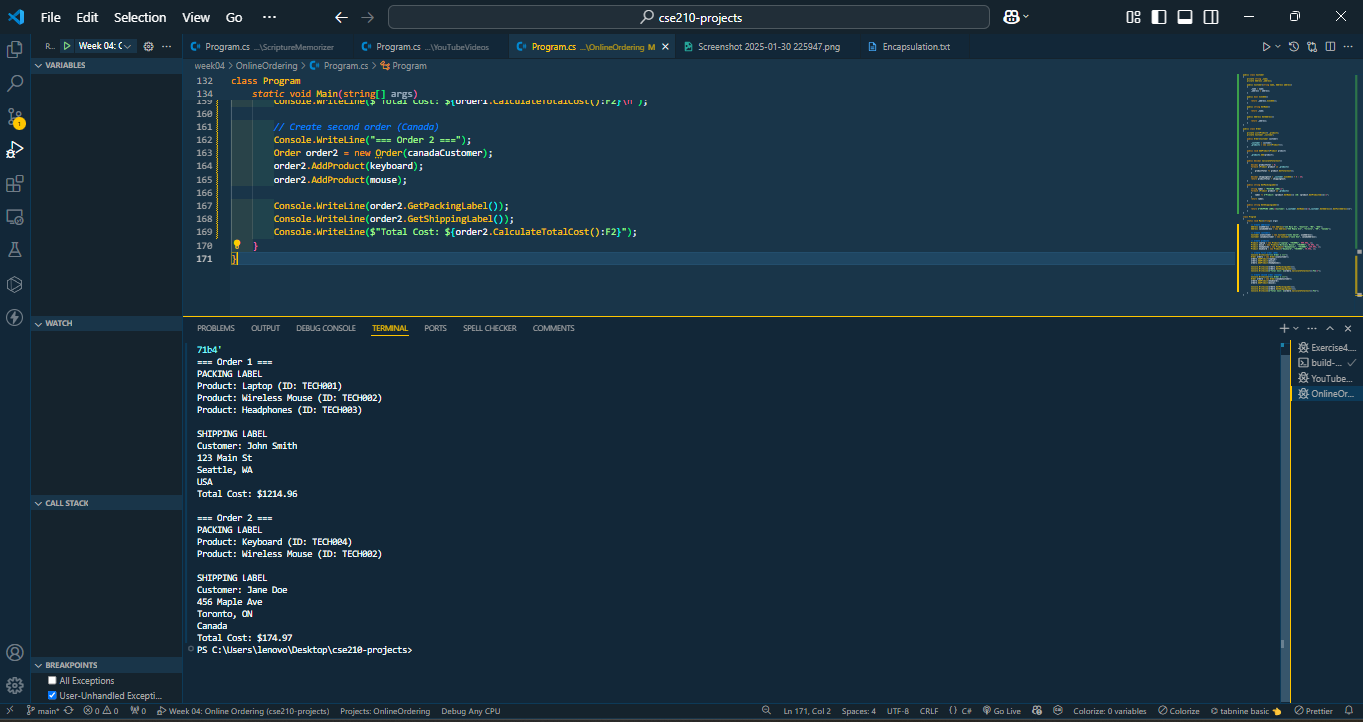 File Edit Selection View Go ··· cse210-projects
R... Week 04: C Program.cs ...\ScriptureMemorizer Program.cs ...\YouTubeVideos Program.cs ...\OnlineOrdering M Screenshot 2025-01-30 225947.png Encapsulation.txt
VARIABLES
week04 > OnlineOrdering > Program.cs > Program
132 class Program
134 static void Main(string[] args)
159 Console.WriteLine($"Total Cost: ${order1.CalculateTotalCost():F2}\n");
160
161 // Create second order (Canada)
162 Console.WriteLine("=== Order 2 ===");
163 Order order2 = new Order(canadaCustomer);
164 order2.AddProduct(keyboard);
165 order2.AddProduct(mouse);
166
167 Console.WriteLine(order2.GetPackingLabel());
168 Console.WriteLine(order2.GetShippingLabel());
169 Console.WriteLine($"Total Cost: ${order2.CalculateTotalCost():F2}");
170 }
171 }
WATCH
CALL STACK
BREAKPOINTS
All Exceptions
User-Unhandled Excepti...
PROBLEMS OUTPUT DEBUG CONSOLE TERMINAL PORTS SPELL CHECKER COMMENTS
71b4'
=== Order 1 ===
PACKING LABEL
Product: Laptop (ID: TECH001)
Product: Wireless Mouse (ID: TECH002)
Product: Headphones (ID: TECH003)
SHIPPING LABEL
Customer: John Smith
123 Main St
Seattle, WA
USA
Total Cost: $1214.96
=== Order 2 ===
PACKING LABEL
Product: Keyboard (ID: TECH004)
Product: Wireless Mouse (ID: TECH002)
SHIPPING LABEL
Customer: Jane Doe
456 Maple Ave
Toronto, ON
Canada
Total Cost: $174.97
PS C:\Users\lenovo\Desktop\cse210-projects>
Exercise4....
build-...
YouTube...
OnlineOr...
main* 0 0 0 Week 04: Online Ordering (cse210-projects) Projects: OnlineOrdering Debug Any CPU Ln 171, Col 2 Spaces: 4 UTF-8 CRLF {} C# Go Live Colorize: 0 variables Colorize tabnine basic Prettier